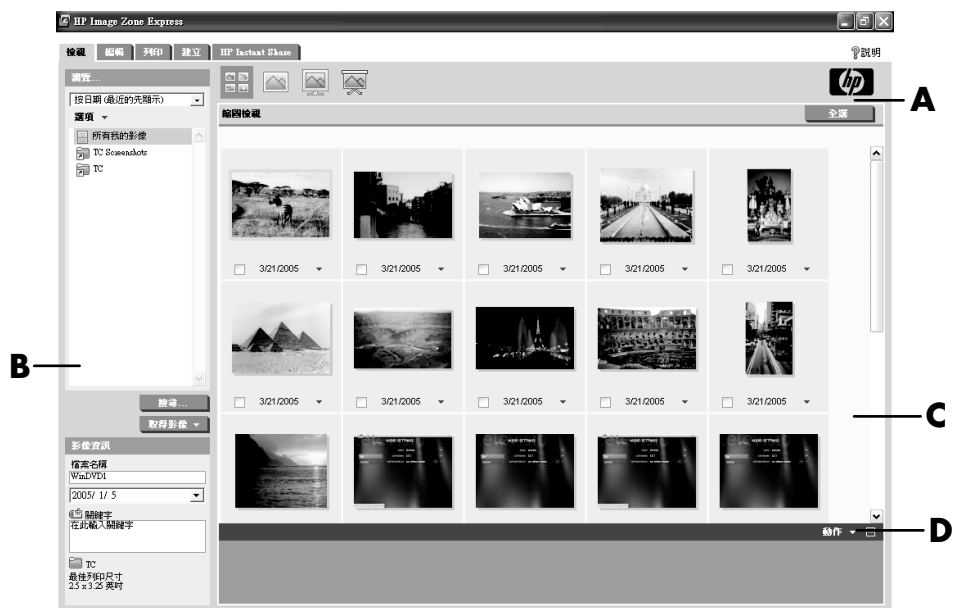 HP Image Zone Express
檢視 編輯 列印 建立 HP Instant Share
說明
瀏覽...
按日期 (最近的先顯示)
選項
所有我的影像
TC Screenshots
TC
hp
縮圖檢視
全選
3/21/2005 3/21/2005 3/21/2005 3/21/2005 3/21/2005
3/21/2005 3/21/2005 3/21/2005 3/21/2005 3/21/2005
搜尋...
取得影像
影像資訊
檔案名稱
WinDVD1
2005/ 1/ 5
關鍵字
在此輸入關鍵字
TC
最佳列印尺寸
2.5 x 3.25 英吋
動作
A
B
C
D